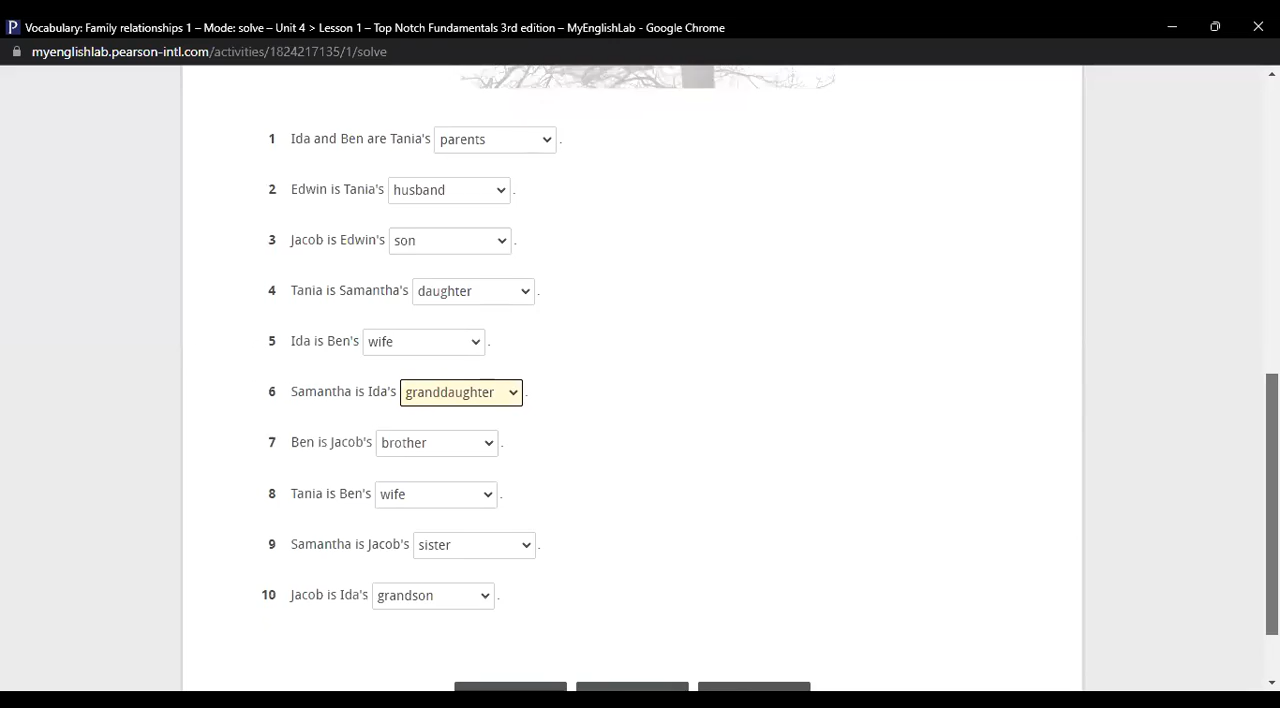 Vocabulary: Family relationships 1 – Mode: solve – Unit 4 > Lesson 1 – Top Notch Fundamentals 3rd edition – MyEnglishLab - Google Chrome
myenglishlab.pearson-intl.com/activities/1824217135/1/solve
1 Ida and Ben are Tania's parents .
2 Edwin is Tania's husband .
3 Jacob is Edwin's son .
4 Tania is Samantha's daughter .
5 Ida is Ben's wife .
6 Samantha is Ida's granddaughter .
7 Ben is Jacob's brother .
8 Tania is Ben's wife .
9 Samantha is Jacob's sister .
10 Jacob is Ida's grandson .